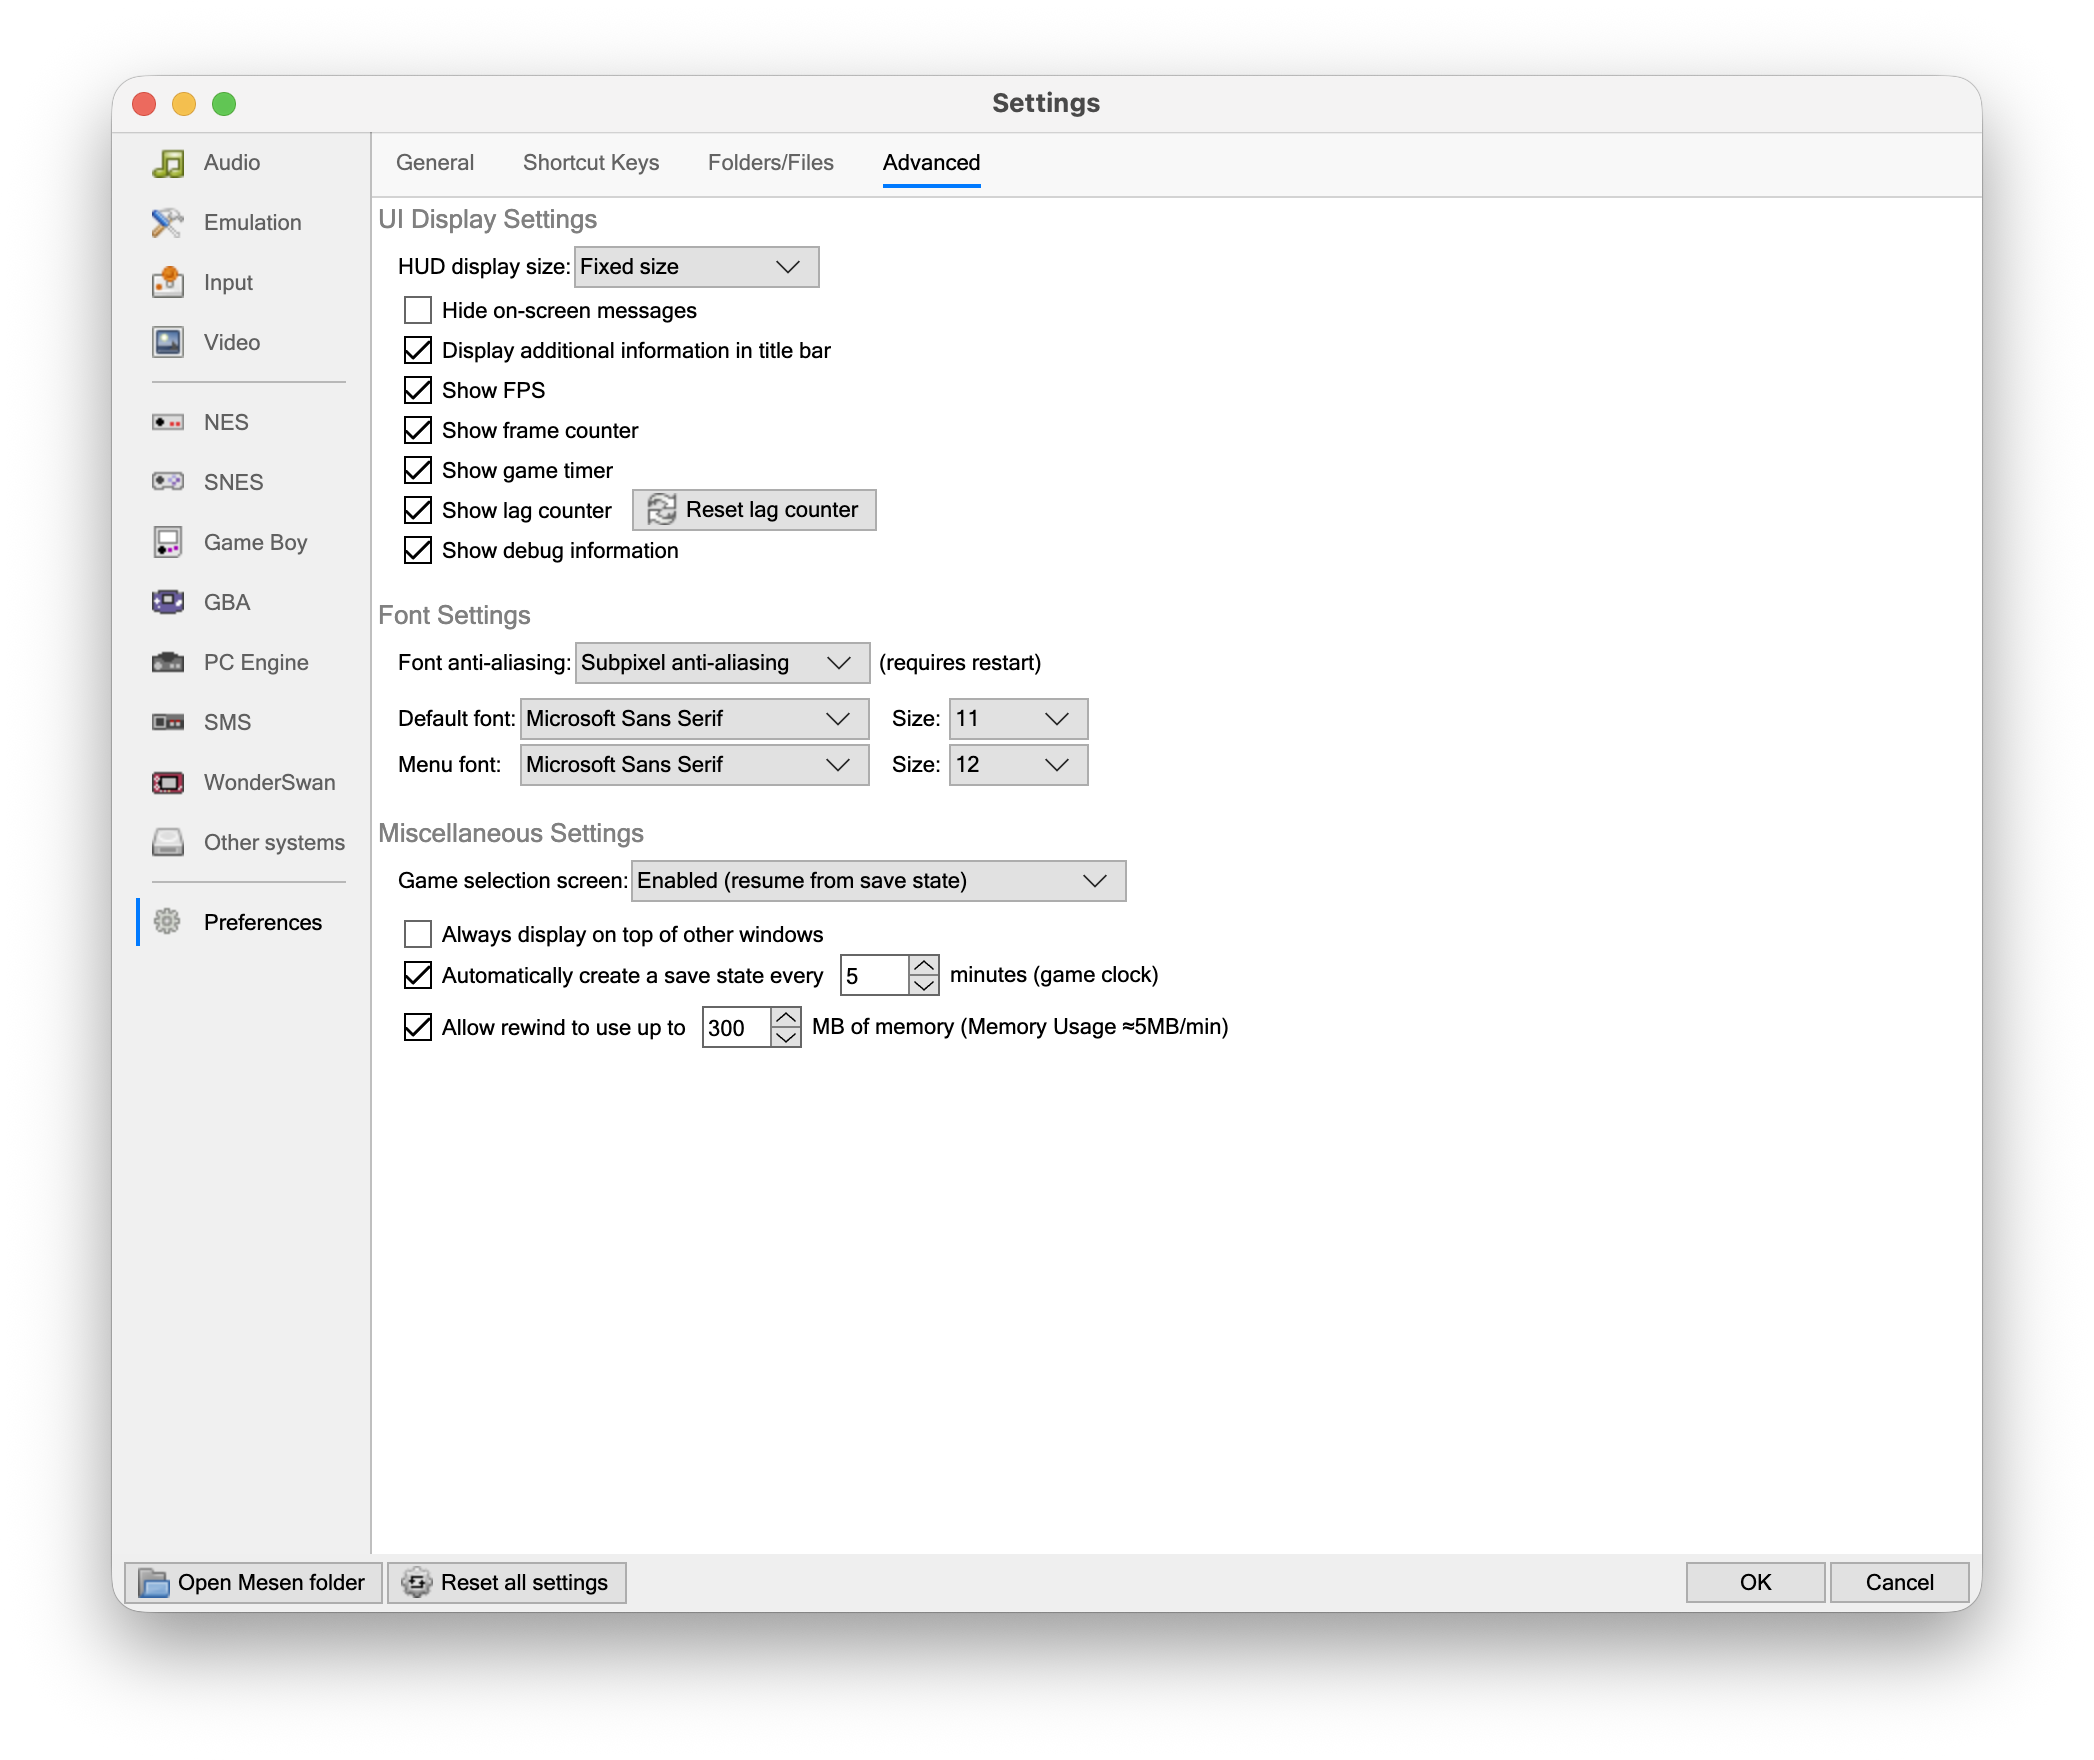 Settings
Audio
Emulation
Input
Video
NES
SNES
Game Boy
GBA
PC Engine
SMS
WonderSwan
Other systems
Preferences
General Shortcut Keys Folders/Files Advanced
UI Display Settings
HUD display size: Fixed size
Hide on-screen messages
Display additional information in title bar
Show FPS
Show frame counter
Show game timer
Show lag counter Reset lag counter
Show debug information
Font Settings
Font anti-aliasing: Subpixel anti-aliasing (requires restart)
Default font: Microsoft Sans Serif Size: 11
Menu font: Microsoft Sans Serif Size: 12
Miscellaneous Settings
Game selection screen: Enabled (resume from save state)
Always display on top of other windows
Automatically create a save state every 5 minutes (game clock)
Allow rewind to use up to 300 MB of memory (Memory Usage ≈5MB/min)
Open Mesen folder Reset all settings OK Cancel